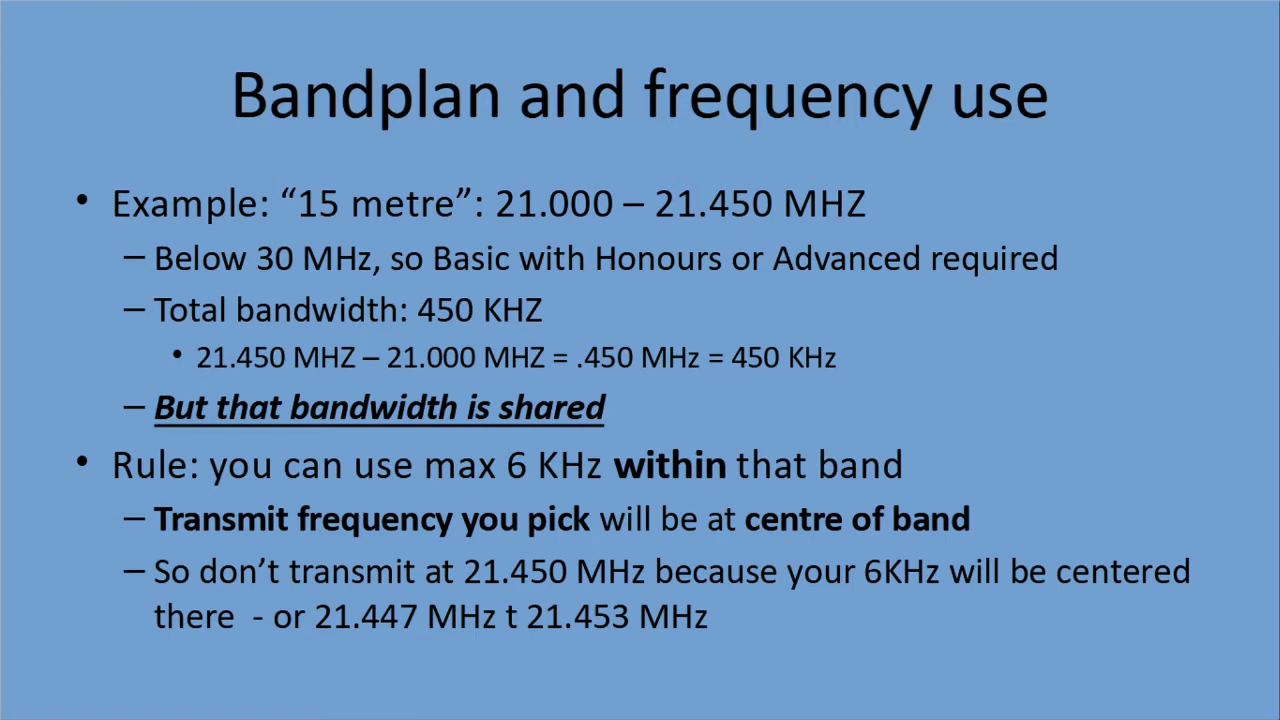 Bandplan and frequency use
• Example: “15 metre”: 21.000 – 21.450 MHZ
– Below 30 MHz, so Basic with Honours or Advanced required
– Total bandwidth: 450 KHZ
• 21.450 MHZ – 21.000 MHZ = .450 MHz = 450 KHz
– But that bandwidth is shared
• Rule: you can use max 6 KHz within that band
– Transmit frequency you pick will be at centre of band
– So don’t transmit at 21.450 MHz because your 6KHz will be centered
there - or 21.447 MHz t 21.453 MHz